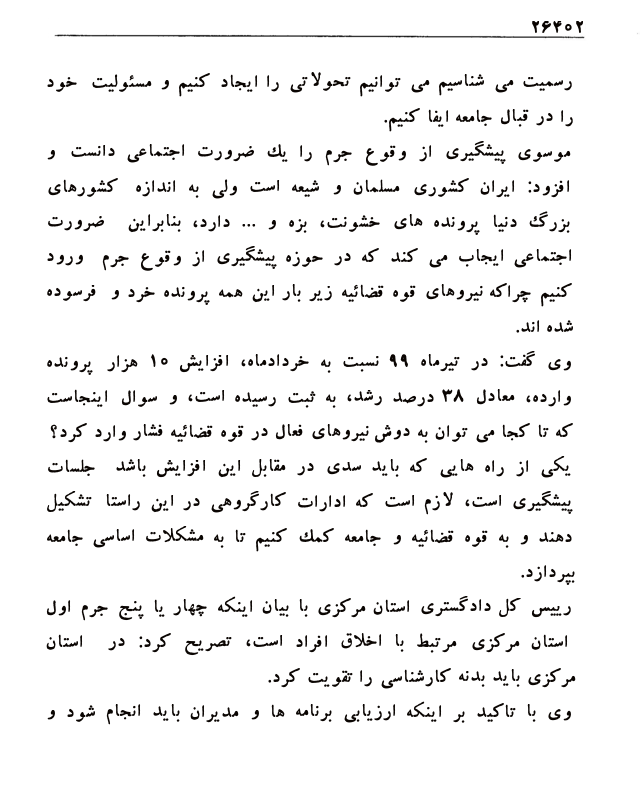 ۲۶۴۰۲
رسمیت می شناسیم می توانیم تحولاتی را ایجاد کنیم و مسئولیت خود
را در قبال جامعه ایفا کنیم.
موسوی پیشگیری از وقوع جرم را یك ضرورت اجتماعی دانست و
افزود: ایران کشوری مسلمان و شیعه است ولی به اندازه کشورهای
بزرگ دنیا پرونده های خشونت، بزه و ... دارد، بنابراین ضرورت
اجتماعی ایجاب می کند که در حوزه پیشگیری از وقوع جرم ورود
کنیم چراکه نیروهای قوه قضائیه زیر بار این همه پرونده خرد و فرسوده
شده اند.
وی گفت: در تیرماه ۹۹ نسبت به خردادماه، افزایش ۱۰ هزار پرونده
وارده، معادل ۳۸ درصد رشد، به ثبت رسیده است، و سوال اینجاست
که تا کجا می توان به دوش نیروهای فعال در قوه قضائیه فشار وارد کرد؟
یکی از راه هایی که باید سدی در مقابل این افزایش باشد جلسات
پیشگیری است، لازم است که ادارات کارگروهی در این راستا تشکیل
دهند و به قوه قضائیه و جامعه کمك کنیم تا به مشکلات اساسی جامعه
بپردازد.
رییس کل دادگستری استان مرکزی با بیان اینکه چهار یا پنج جرم اول
استان مرکزی مرتبط با اخلاق افراد است، تصریح کرد: در استان
مرکزی باید بدنه کارشناسی را تقویت کرد.
وی با تاکید بر اینکه ارزیابی برنامه ها و مدیران باید انجام شود و